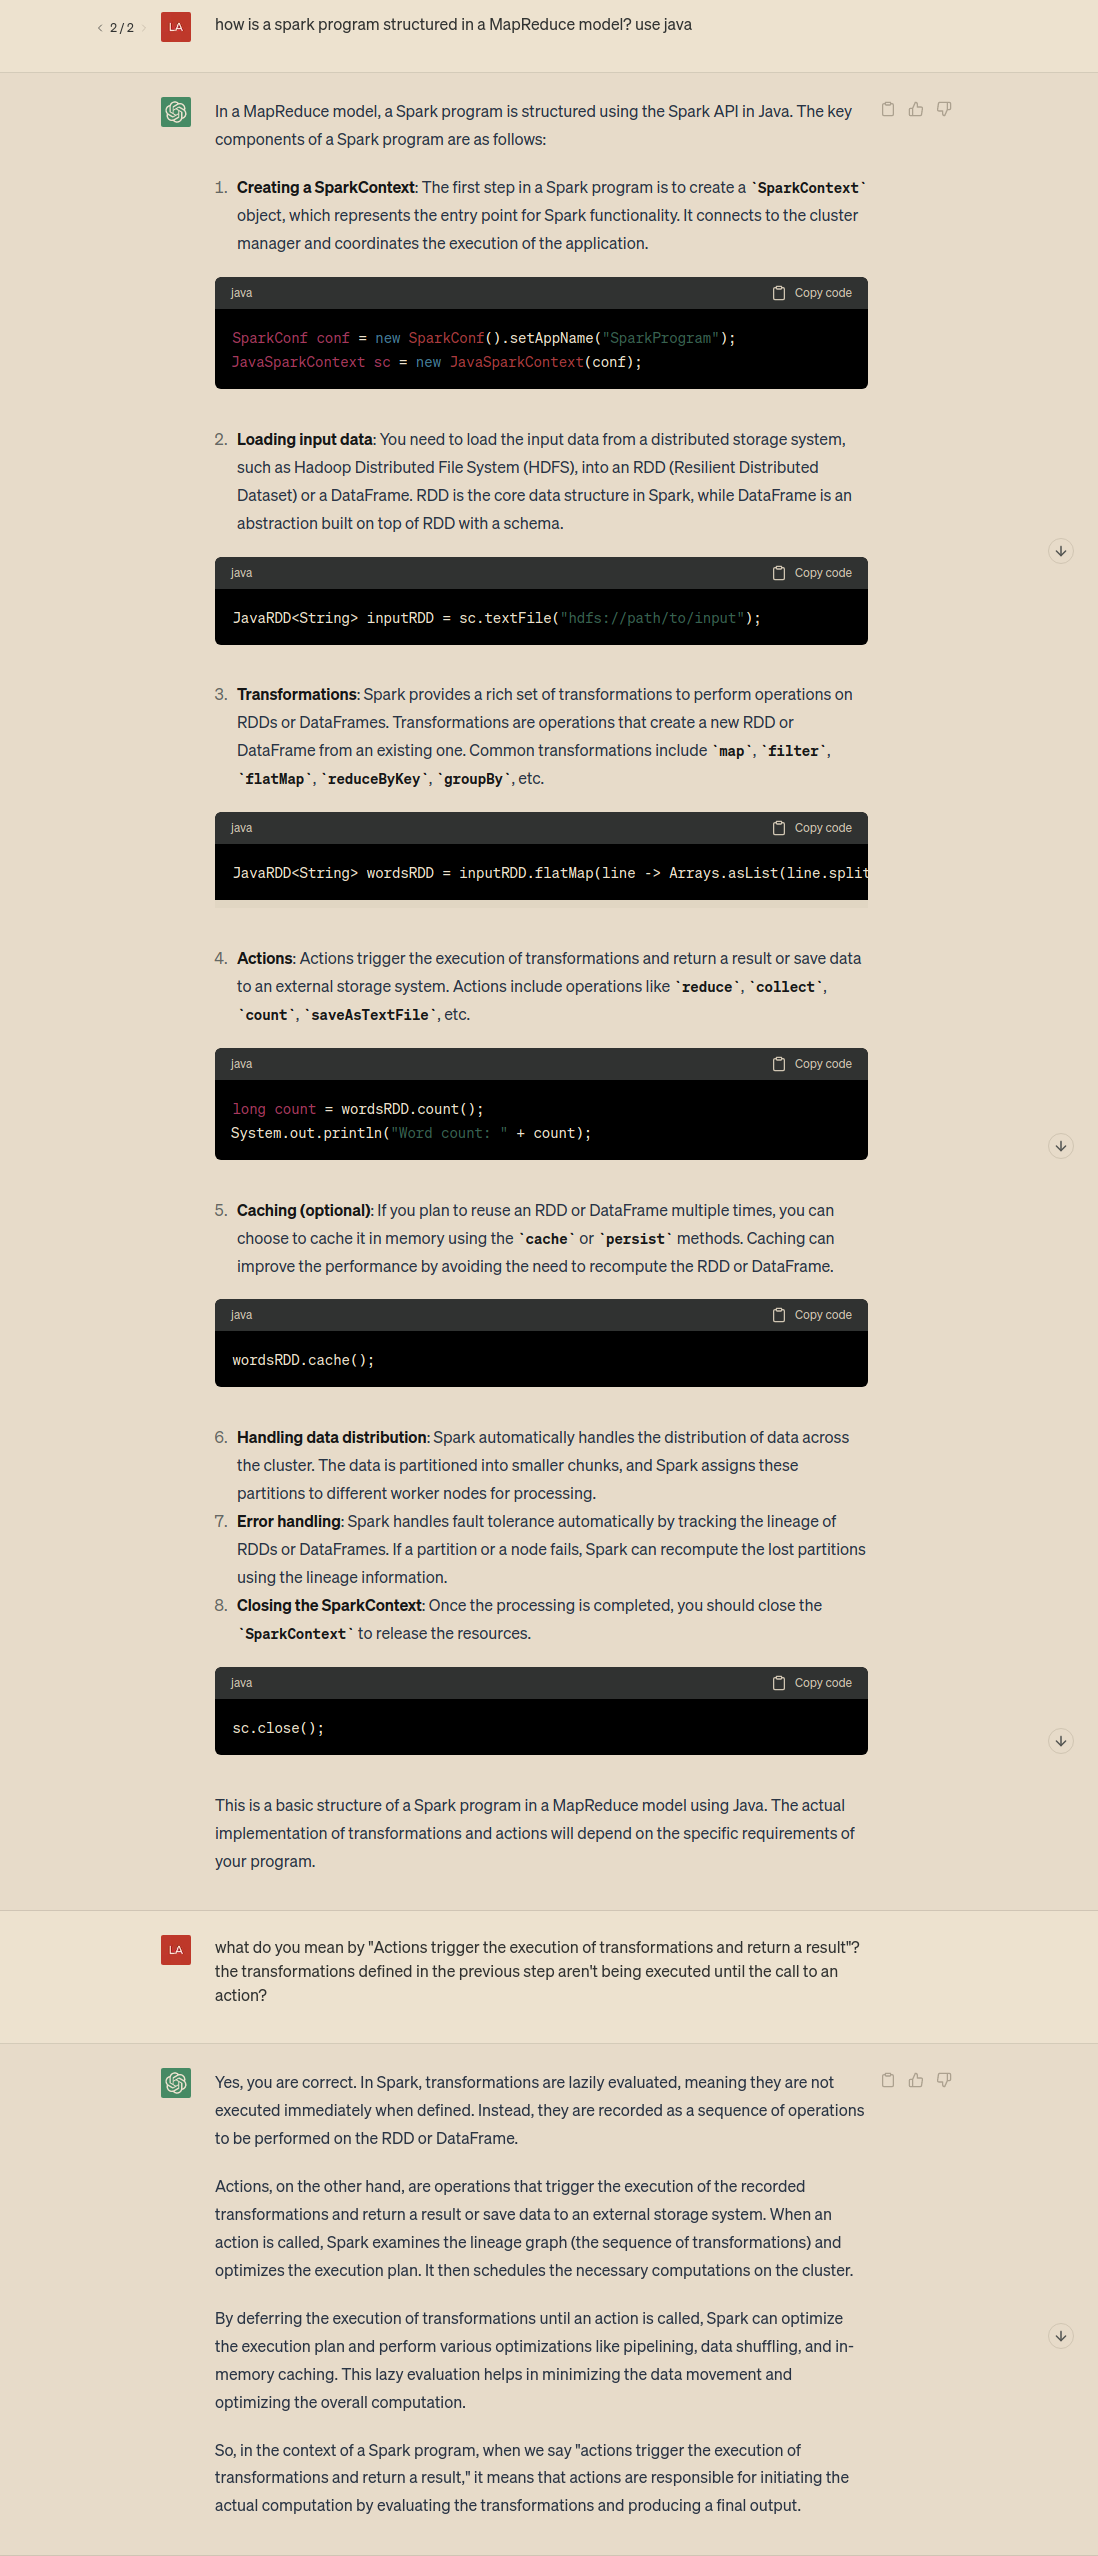 2 / 2
LA
how is a spark program structured in a MapReduce model? use java
In a MapReduce model, a Spark program is structured using the Spark API in Java. The key
components of a Spark program are as follows:
1. Creating a SparkContext: The first step in a Spark program is to create a `SparkContext`
object, which represents the entry point for Spark functionality. It connects to the cluster
manager and coordinates the execution of the application.
java
Copy code
SparkConf conf = new SparkConf().setAppName("SparkProgram");
JavaSparkContext sc = new JavaSparkContext(conf);
2. Loading input data: You need to load the input data from a distributed storage system,
such as Hadoop Distributed File System (HDFS), into an RDD (Resilient Distributed
Dataset) or a DataFrame. RDD is the core data structure in Spark, while DataFrame is an
abstraction built on top of RDD with a schema.
java
Copy code
JavaRDD<String> inputRDD = sc.textFile("hdfs://path/to/input");
3. Transformations: Spark provides a rich set of transformations to perform operations on
RDDs or DataFrames. Transformations are operations that create a new RDD or
DataFrame from an existing one. Common transformations include `map`, `filter`,
`flatMap`, `reduceByKey`, `groupBy`, etc.
java
Copy code
JavaRDD<String> wordsRDD = inputRDD.flatMap(line -> Arrays.asList(line.split
4. Actions: Actions trigger the execution of transformations and return a result or save data
to an external storage system. Actions include operations like `reduce`, `collect`,
`count`, `saveAsTextFile`, etc.
java
Copy code
long count = wordsRDD.count();
System.out.println("Word count: " + count);
5. Caching (optional): If you plan to reuse an RDD or DataFrame multiple times, you can
choose to cache it in memory using the `cache` or `persist` methods. Caching can
improve the performance by avoiding the need to recompute the RDD or DataFrame.
java
Copy code
wordsRDD.cache();
6. Handling data distribution: Spark automatically handles the distribution of data across
the cluster. The data is partitioned into smaller chunks, and Spark assigns these
partitions to different worker nodes for processing.
7. Error handling: Spark handles fault tolerance automatically by tracking the lineage of
RDDs or DataFrames. If a partition or a node fails, Spark can recompute the lost partitions
using the lineage information.
8. Closing the SparkContext: Once the processing is completed, you should close the
`SparkContext` to release the resources.
java
Copy code
sc.close();
This is a basic structure of a Spark program in a MapReduce model using Java. The actual
implementation of transformations and actions will depend on the specific requirements of
your program.
LA
what do you mean by "Actions trigger the execution of transformations and return a result"?
the transformations defined in the previous step aren't being executed until the call to an
action?
Yes, you are correct. In Spark, transformations are lazily evaluated, meaning they are not
executed immediately when defined. Instead, they are recorded as a sequence of operations
to be performed on the RDD or DataFrame.
Actions, on the other hand, are operations that trigger the execution of the recorded
transformations and return a result or save data to an external storage system. When an
action is called, Spark examines the lineage graph (the sequence of transformations) and
optimizes the execution plan. It then schedules the necessary computations on the cluster.
By deferring the execution of transformations until an action is called, Spark can optimize
the execution plan and perform various optimizations like pipelining, data shuffling, and in-
memory caching. This lazy evaluation helps in minimizing the data movement and
optimizing the overall computation.
So, in the context of a Spark program, when we say "actions trigger the execution of
transformations and return a result," it means that actions are responsible for initiating the
actual computation by evaluating the transformations and producing a final output.